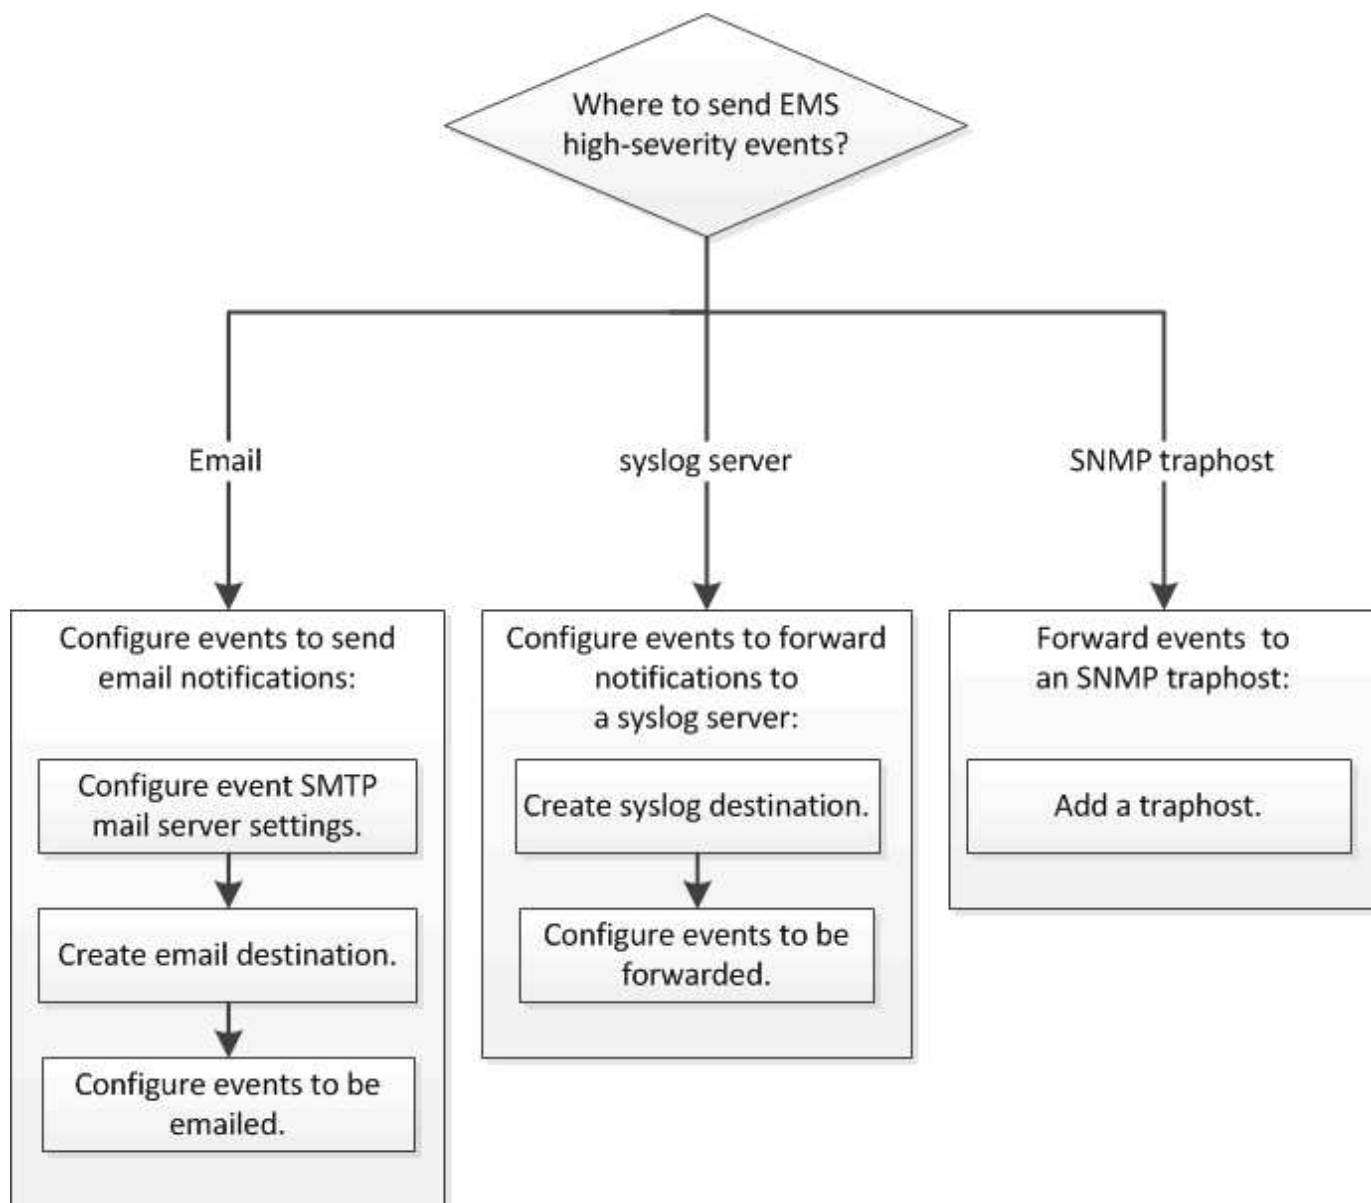 Where to send EMS
high-severity events?
Email
syslog server
SNMP traphost
Configure events to send
email notifications:
Configure event SMTP
mail server settings.
Create email destination.
Configure events to be
emailed.
Configure events to forward
notifications to
a syslog server:
Create syslog destination.
Configure events to be
forwarded.
Forward events to
an SNMP traphost:
Add a traphost.